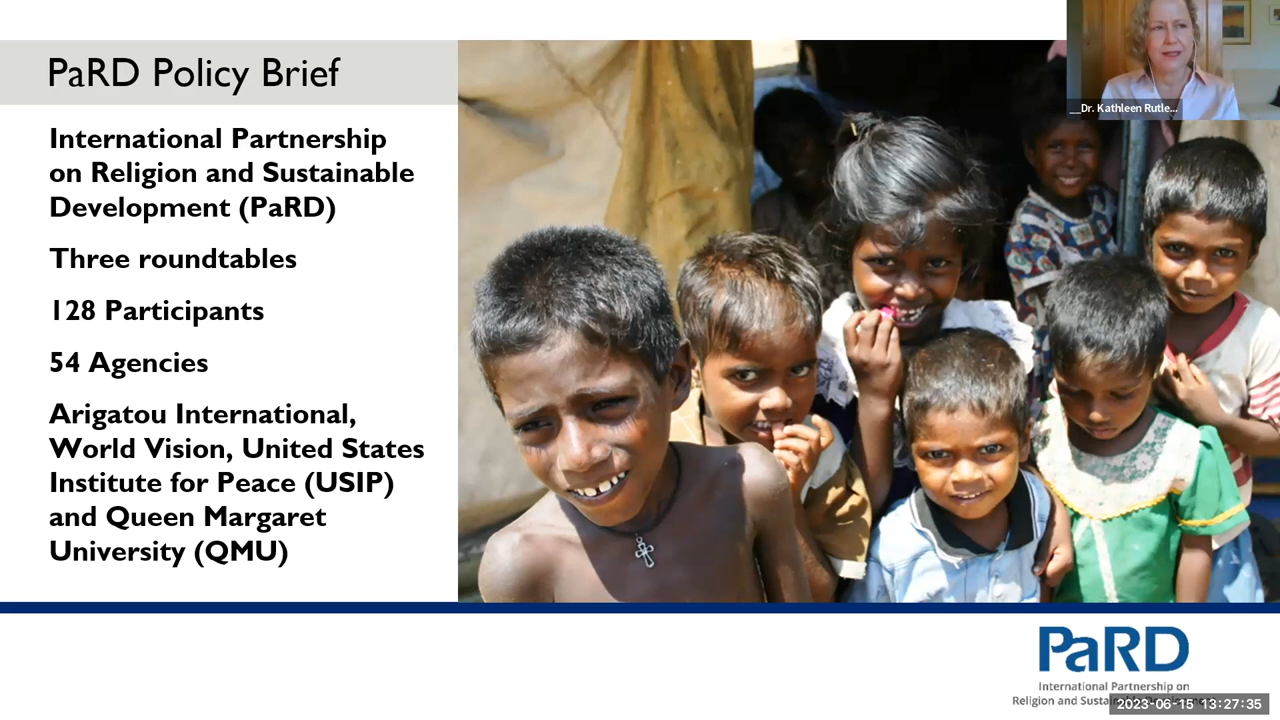 PaRD Policy Brief
International Partnership
on Religion and Sustainable
Development (PaRD)
Three roundtables
128 Participants
54 Agencies
Arigatou International,
World Vision, United States
Institute for Peace (USIP)
and Queen Margaret
University (QMU)
__Dr. Kathleen Rutle...
PaRD
International Partnership on
Religion and
2023-06-15 13:27:35